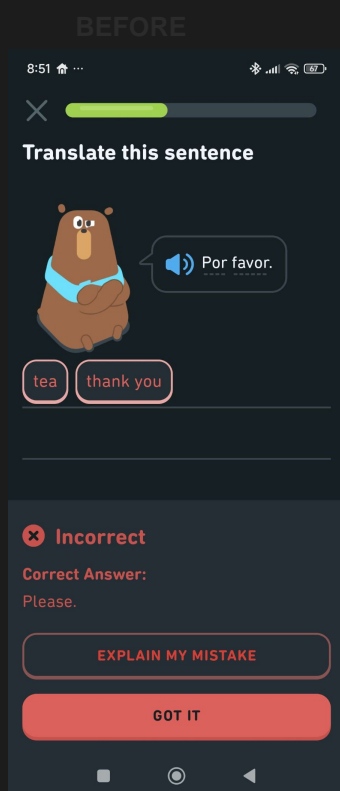 BEFORE
8:51 ...
67
Translate this sentence
Por favor.
tea thank you
Incorrect
Correct Answer:
Please.
EXPLAIN MY MISTAKE
GOT IT